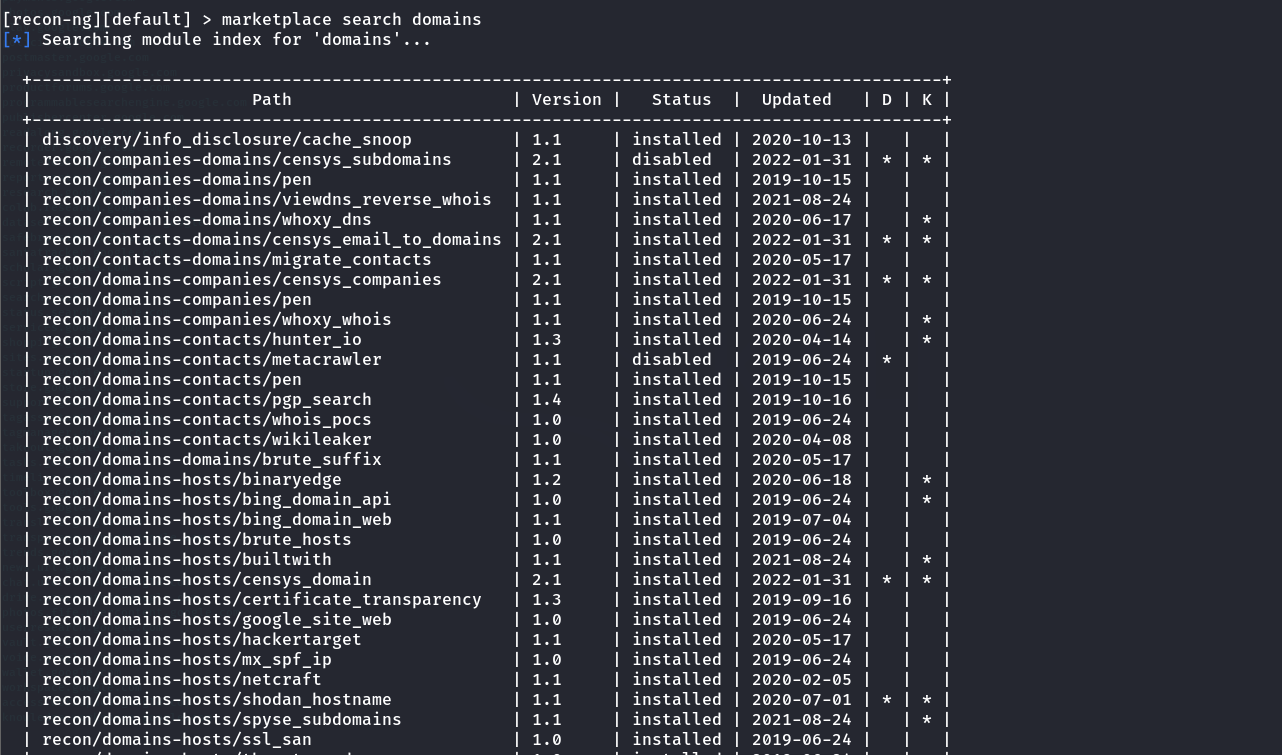 [recon-ng][default] > marketplace search domains
[*] Searching module index for 'domains'...
+-------------------------------------------------------------------------------------------+
| Path | Version | Status | Updated | D | K |
+-------------------------------------------------------------------------------------------+
| discovery/info_disclosure/cache_snoop | 1.1 | installed | 2020-10-13 | | |
| recon/companies-domains/censys_subdomains | 2.1 | disabled | 2022-01-31 | * | * |
| recon/companies-domains/pen | 1.1 | installed | 2019-10-15 | | |
| recon/companies-domains/viewdns_reverse_whois | 1.1 | installed | 2021-08-24 | | |
| recon/companies-domains/whoxy_dns | 1.1 | installed | 2020-06-17 | | * |
| recon/contacts-domains/censys_email_to_domains | 2.1 | installed | 2022-01-31 | * | * |
| recon/contacts-domains/migrate_contacts | 1.1 | installed | 2020-05-17 | | |
| recon/domains-companies/censys_companies | 2.1 | installed | 2022-01-31 | * | * |
| recon/domains-companies/pen | 1.1 | installed | 2019-10-15 | | |
| recon/domains-companies/whoxy_whois | 1.1 | installed | 2020-06-24 | | * |
| recon/domains-contacts/hunter_io | 1.3 | installed | 2020-04-14 | | * |
| recon/domains-contacts/metacrawler | 1.1 | disabled | 2019-06-24 | * | |
| recon/domains-contacts/pen | 1.1 | installed | 2019-10-15 | | |
| recon/domains-contacts/pgp_search | 1.4 | installed | 2019-10-16 | | |
| recon/domains-contacts/whois_pocs | 1.0 | installed | 2019-06-24 | | |
| recon/domains-contacts/wikileaker | 1.0 | installed | 2020-04-08 | | |
| recon/domains-domains/brute_suffix | 1.1 | installed | 2020-05-17 | | |
| recon/domains-hosts/binaryedge | 1.2 | installed | 2020-06-18 | | * |
| recon/domains-hosts/bing_domain_api | 1.0 | installed | 2019-06-24 | | * |
| recon/domains-hosts/bing_domain_web | 1.1 | installed | 2019-07-04 | | |
| recon/domains-hosts/brute_hosts | 1.0 | installed | 2019-06-24 | | |
| recon/domains-hosts/builtwith | 1.1 | installed | 2021-08-24 | | * |
| recon/domains-hosts/censys_domain | 2.1 | installed | 2022-01-31 | * | * |
| recon/domains-hosts/certificate_transparency | 1.3 | installed | 2019-09-16 | | |
| recon/domains-hosts/google_site_web | 1.0 | installed | 2019-06-24 | | |
| recon/domains-hosts/hackertarget | 1.1 | installed | 2020-05-17 | | |
| recon/domains-hosts/mx_spf_ip | 1.0 | installed | 2019-06-24 | | |
| recon/domains-hosts/netcraft | 1.1 | installed | 2020-02-05 | | |
| recon/domains-hosts/shodan_hostname | 1.1 | installed | 2020-07-01 | * | * |
| recon/domains-hosts/spyse_subdomains | 1.1 | installed | 2021-08-24 | | * |
| recon/domains-hosts/ssl_san | 1.0 | installed | 2019-06-24 | | |